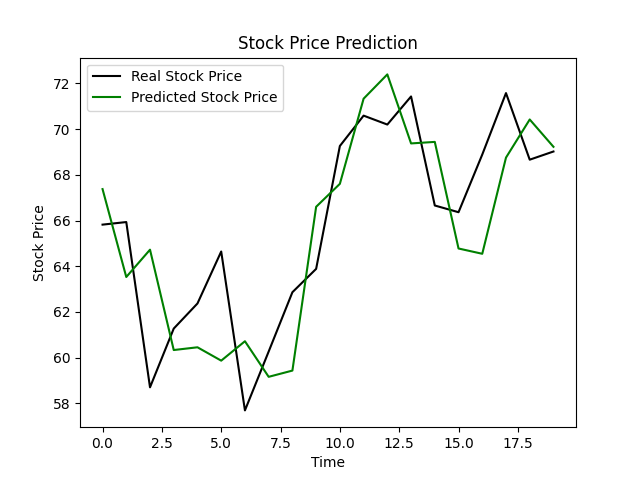 Stock Price Prediction
Real Stock Price
Predicted Stock Price
72
70
68
66
64
62
60
58
Stock Price
0.0 2.5 5.0 7.5 10.0 12.5 15.0 17.5
Time